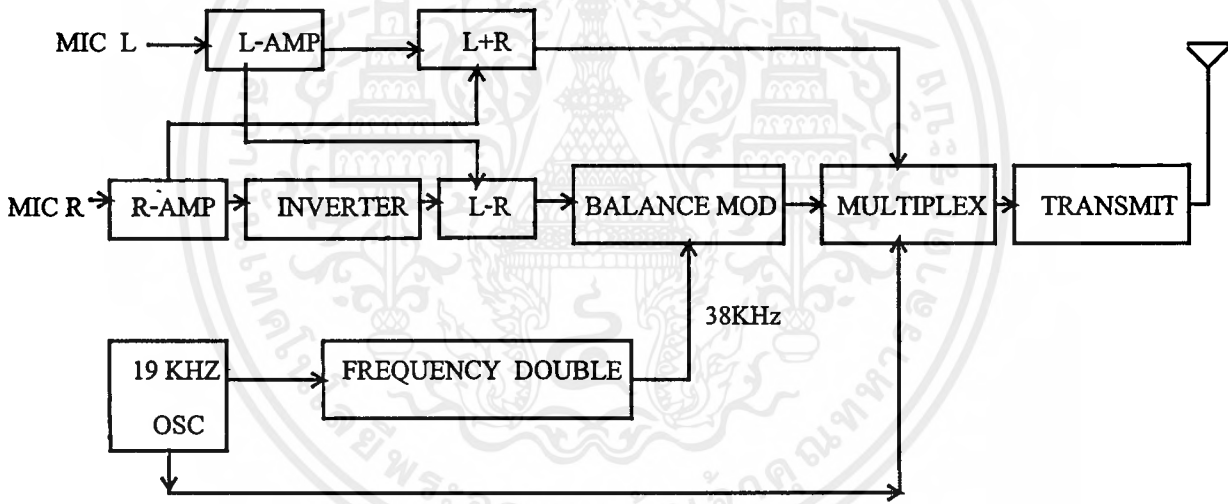 MIC L
L-AMP
L+R
MIC R
R-AMP
INVERTER
L-R
BALANCE MOD
MULTIPLEX
TRANSMIT
38KHz
19 KHZ
OSC
FREQUENCY DOUBLE